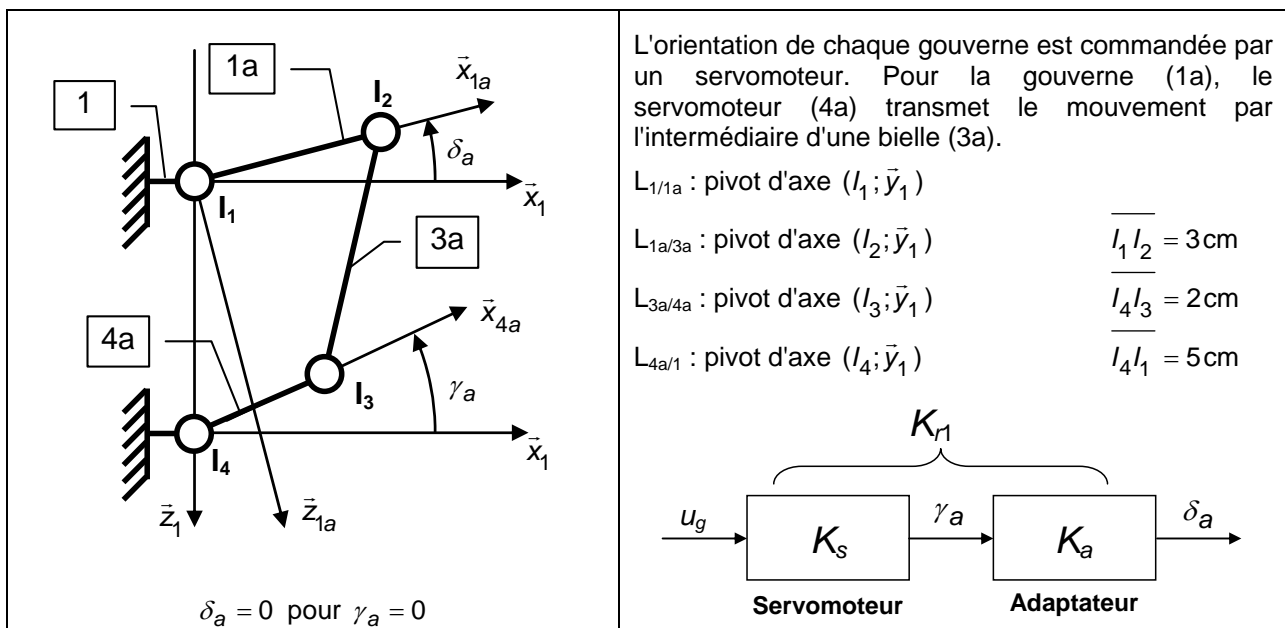 1
1a
I₂
x⃗₁ₐ
δₐ
x⃗₁
I₁
3a
x⃗₄ₐ
4a
I₃
γₐ
I₄
x⃗₁
z⃗₁
z⃗₁ₐ
δₐ = 0 pour γₐ = 0
L'orientation de chaque gouverne est commandée par
un servomoteur. Pour la gouverne (1a), le
servomoteur (4a) transmet le mouvement par
l'intermédiaire d'une bielle (3a).
L₁/₁ₐ : pivot d'axe (I₁; y⃗₁)
L₁ₐ/₃ₐ : pivot d'axe (I₂; y⃗₁) \overline{I₁I₂} = 3 cm
L₃ₐ/₄ₐ : pivot d'axe (I₃; y⃗₁) \overline{I₄I₃} = 2 cm
L₄ₐ/₁ : pivot d'axe (I₄; y⃗₁) \overline{I₄I₁} = 5 cm
Kᵣ₁
u_g Kₛ γₐ Kₐ δₐ
Servomoteur Adaptateur